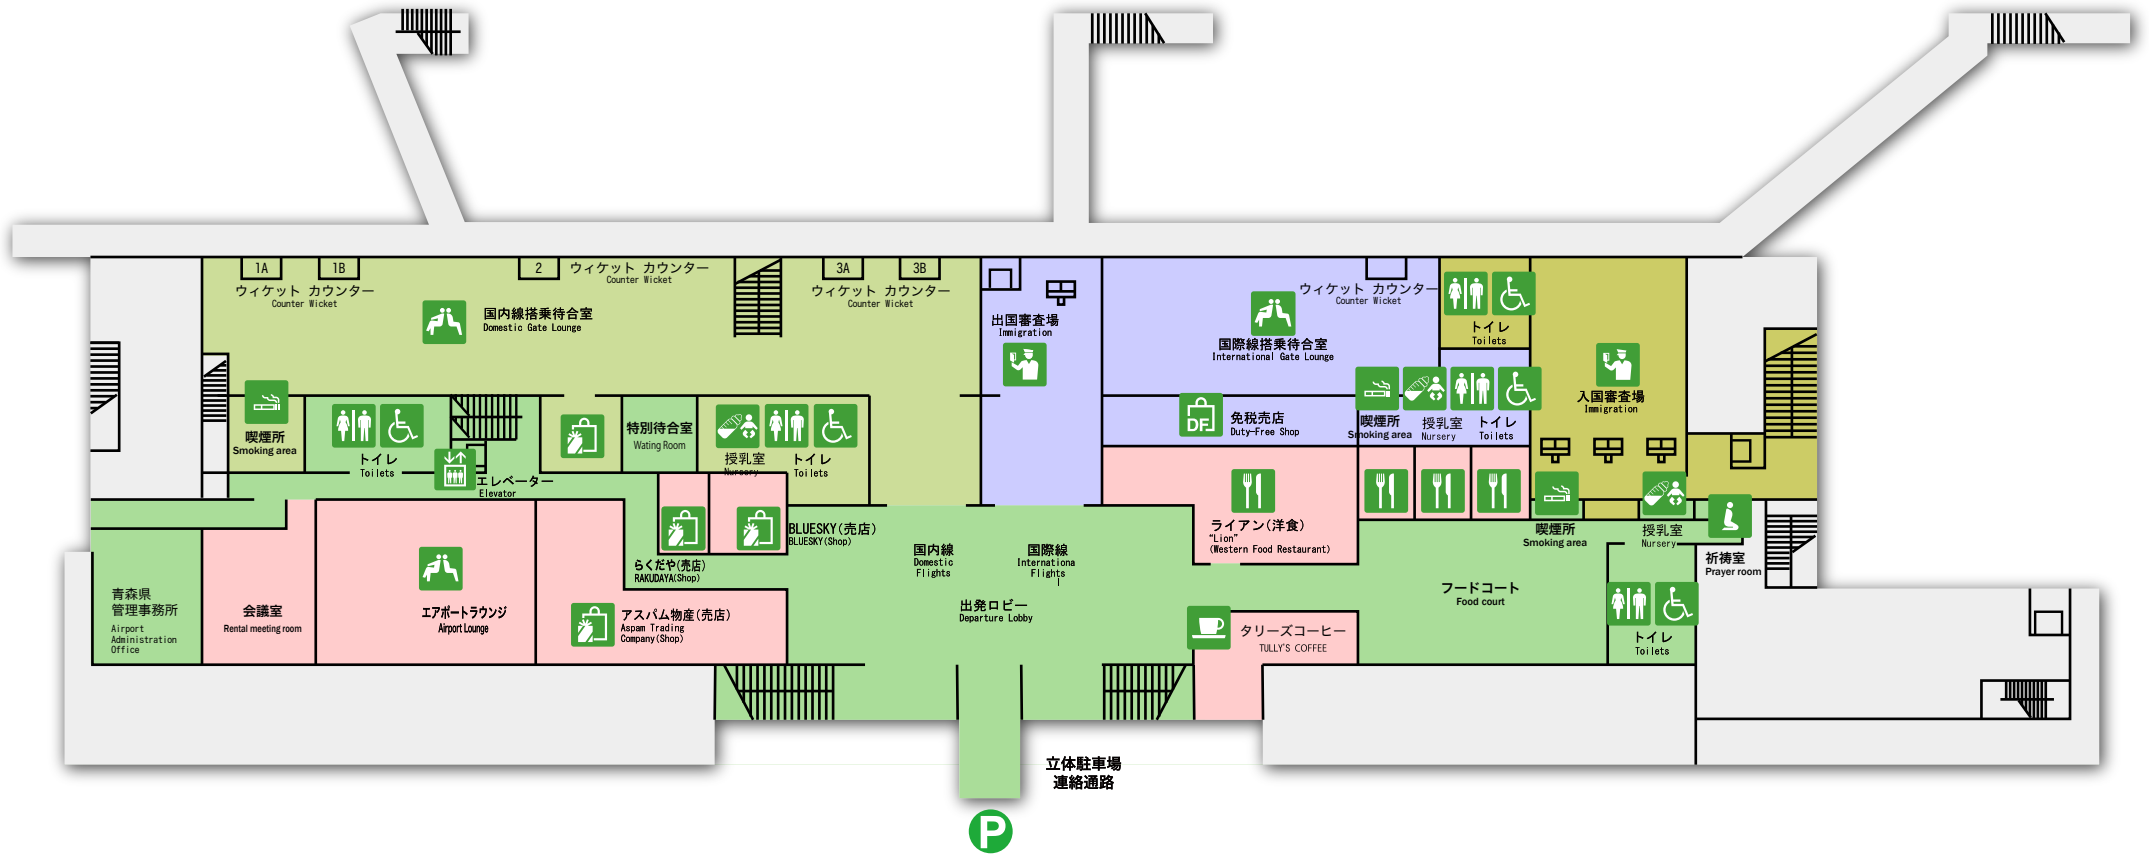 1A
1B
2
ウィケット カウンター
Counter Wicket
3A
3B
ウィケット カウンター
Counter Wicket
ウィケット カウンター
Counter Wicket
国内線搭乗待合室
Domestic Gate Lounge
出国審査場
Immigration
ウィケット カウンター
Counter Wicket
国際線搭乗待合室
International Gate Lounge
トイレ
Toilets
入国審査場
Immigration
喫煙所
Smoking area
トイレ
Toilets
エレベーター
Elevator
特別待合室
Wating Room
授乳室
Nursery
トイレ
Toilets
DF
免税売店
Duty-Free Shop
喫煙所
Smoking area
授乳室
Nursery
トイレ
Toilets
BLUESKY(売店)
BLUESKY(Shop)
らくだや(売店)
RAKUDAYA(Shop)
国内線
Domestic
Flights
国際線
Internationa
Flights
l
ライアン(洋食)
“Lion”
(Western Food Restaurant)
喫煙所
Smoking area
授乳室
Nursery
祈祷室
Prayer room
青森県
管理事務所
Airport
Administration
Office
会議室
Rental meeting room
エアポートラウンジ
Airport Lounge
アスパム物産(売店)
Aspam Trading
Company(Shop)
出発ロビー
Departure Lobby
タリーズコーヒー
TULLY'S COFFEE
フードコート
Food court
トイレ
Toilets
立体駐車場
連絡通路
P